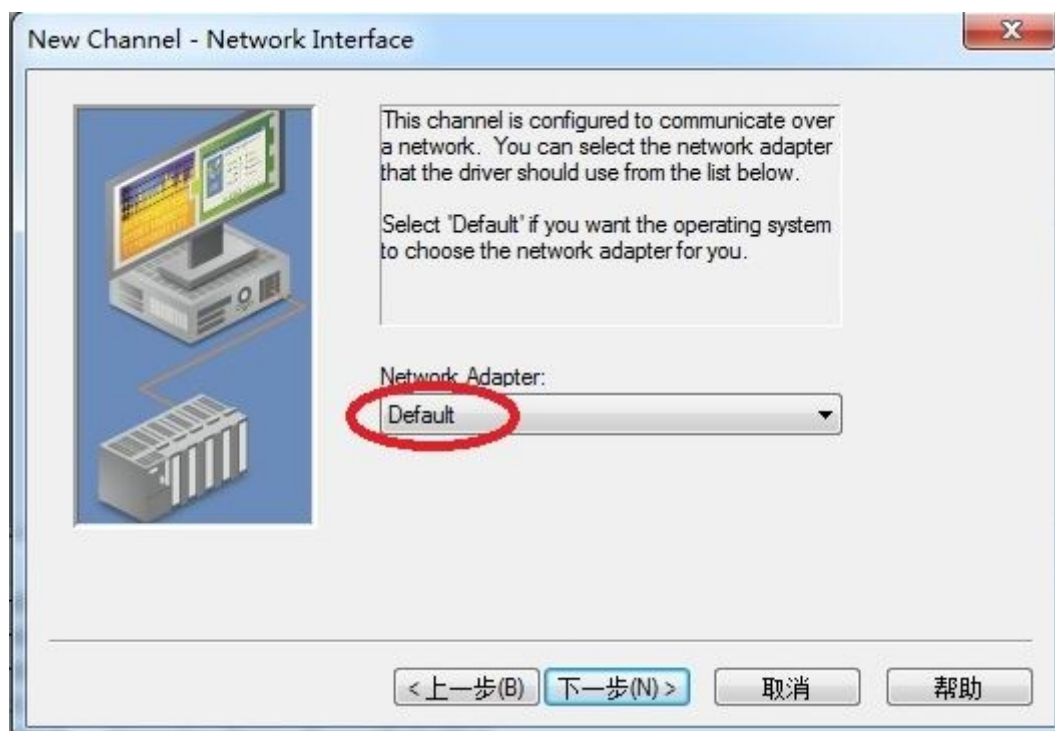 New Channel - Network Interface
This channel is configured to communicate over
a network.  You can select the network adapter
that the driver should use from the list below.
Select 'Default' if you want the operating system
to choose the network adapter for you.
Network Adapter:
Default
<上一步(B) 下一步(N)> 取消 帮助